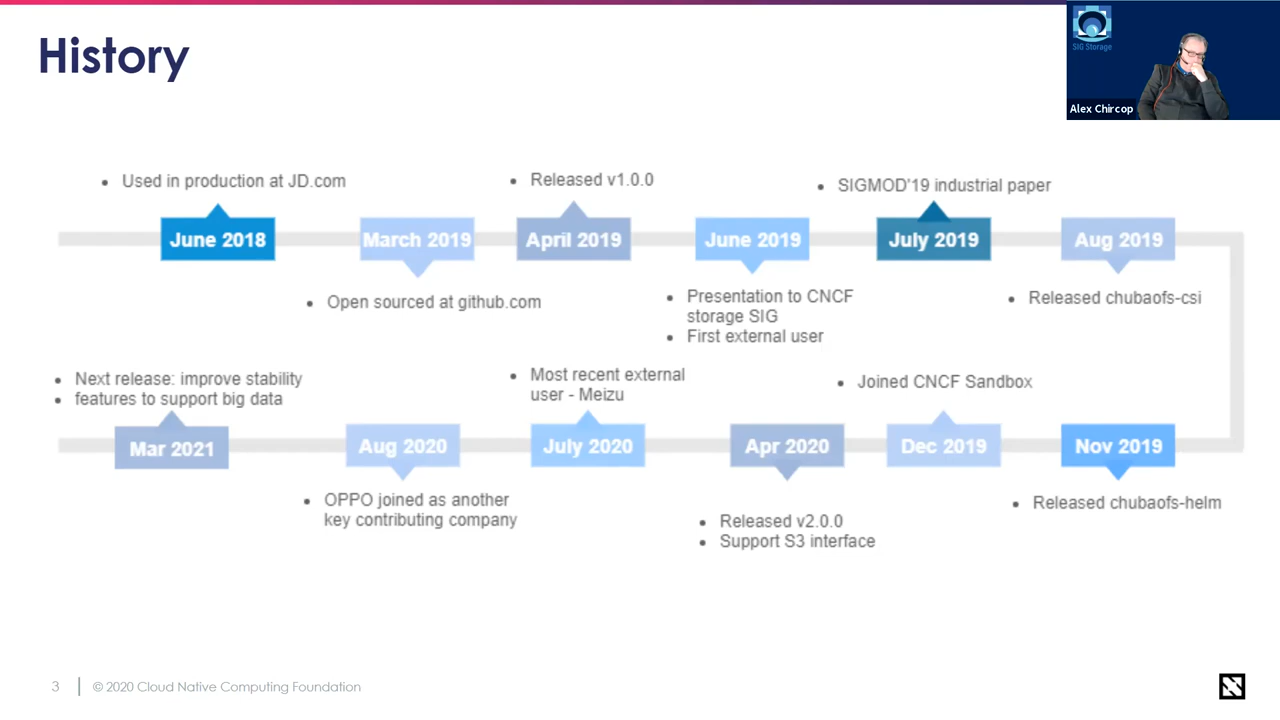 History
SIG Storage
Alex Chircop
Used in production at JD.com
Released v1.0.0
SIGMOD'19 industrial paper
June 2018
March 2019
April 2019
June 2019
July 2019
Aug 2019
Open sourced at github.com
Presentation to CNCF
storage SIG
First external user
Released chubaofs-csi
Next release: improve stability
features to support big data
Most recent external
user - Meizu
Joined CNCF Sandbox
Mar 2021
Aug 2020
July 2020
Apr 2020
Dec 2019
Nov 2019
OPPO joined as another
key contributing company
Released v2.0.0
Support S3 interface
Released chubaofs-helm
3
© 2020 Cloud Native Computing Foundation